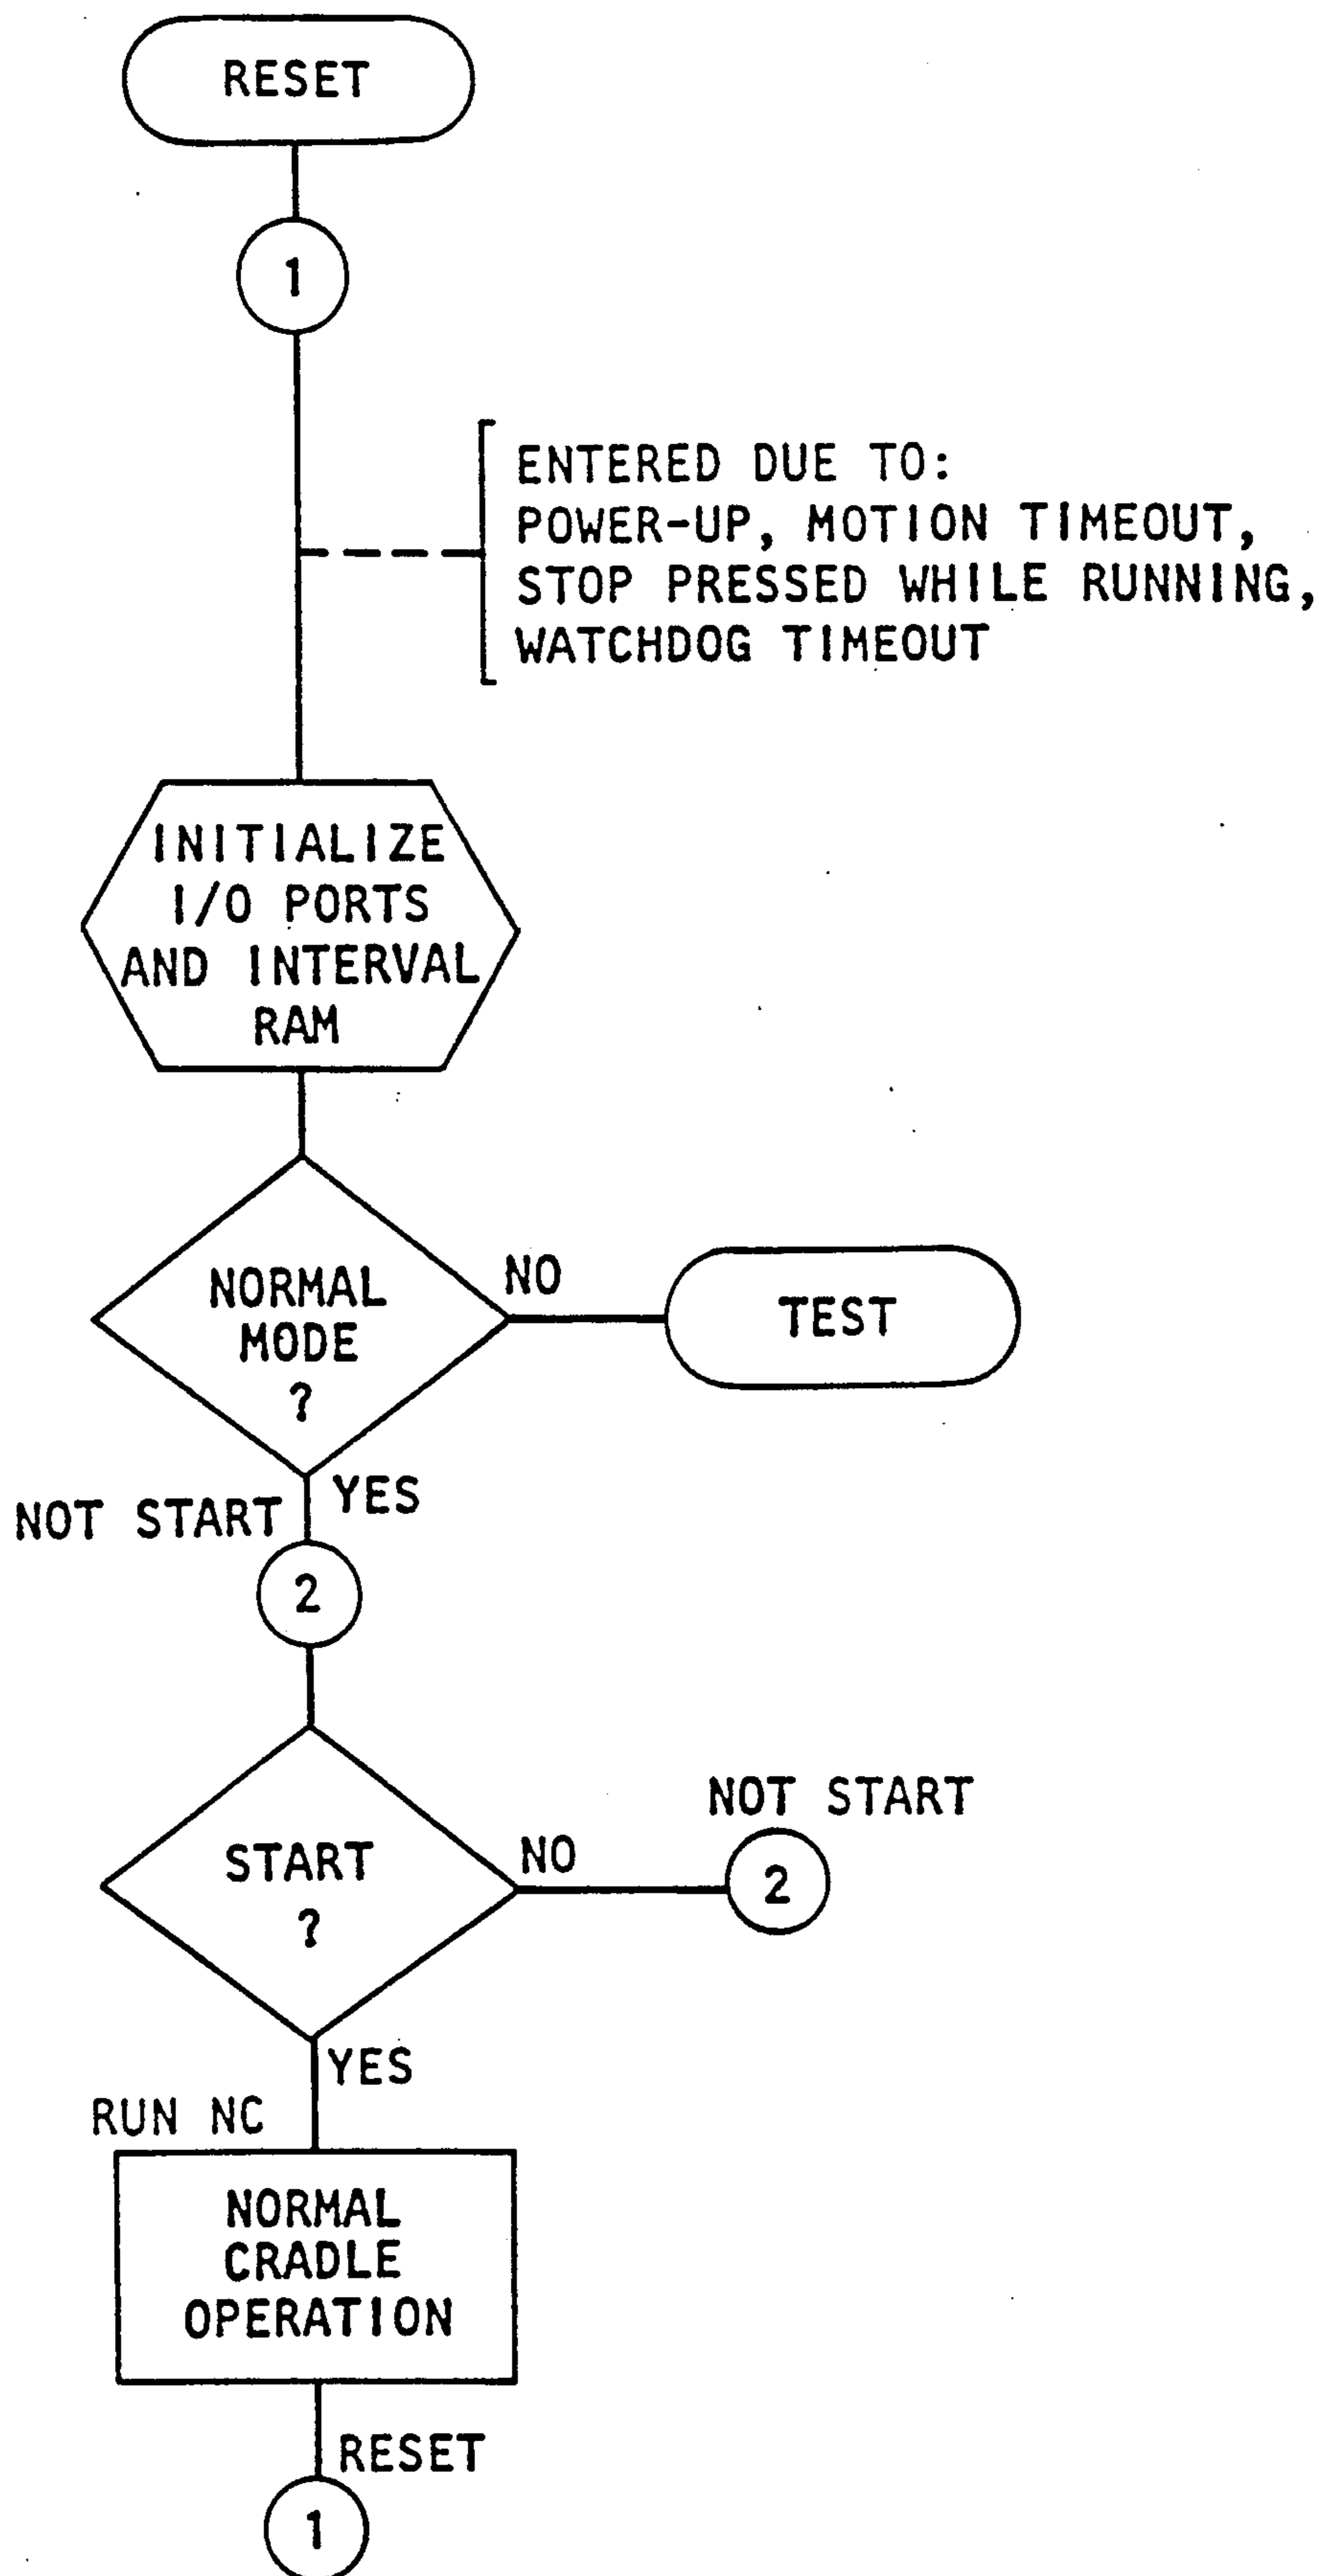 RESET
1
ENTERED DUE TO:
POWER-UP, MOTION TIMEOUT,
STOP PRESSED WHILE RUNNING,
WATCHDOG TIMEOUT
INITIALIZE
I/O PORTS
AND INTERVAL
RAM
NORMAL
MODE
?
NO
TEST
YES
NOT START
2
START
?
NO
NOT START
2
YES
RUN NC
NORMAL
CRADLE
OPERATION
RESET
1